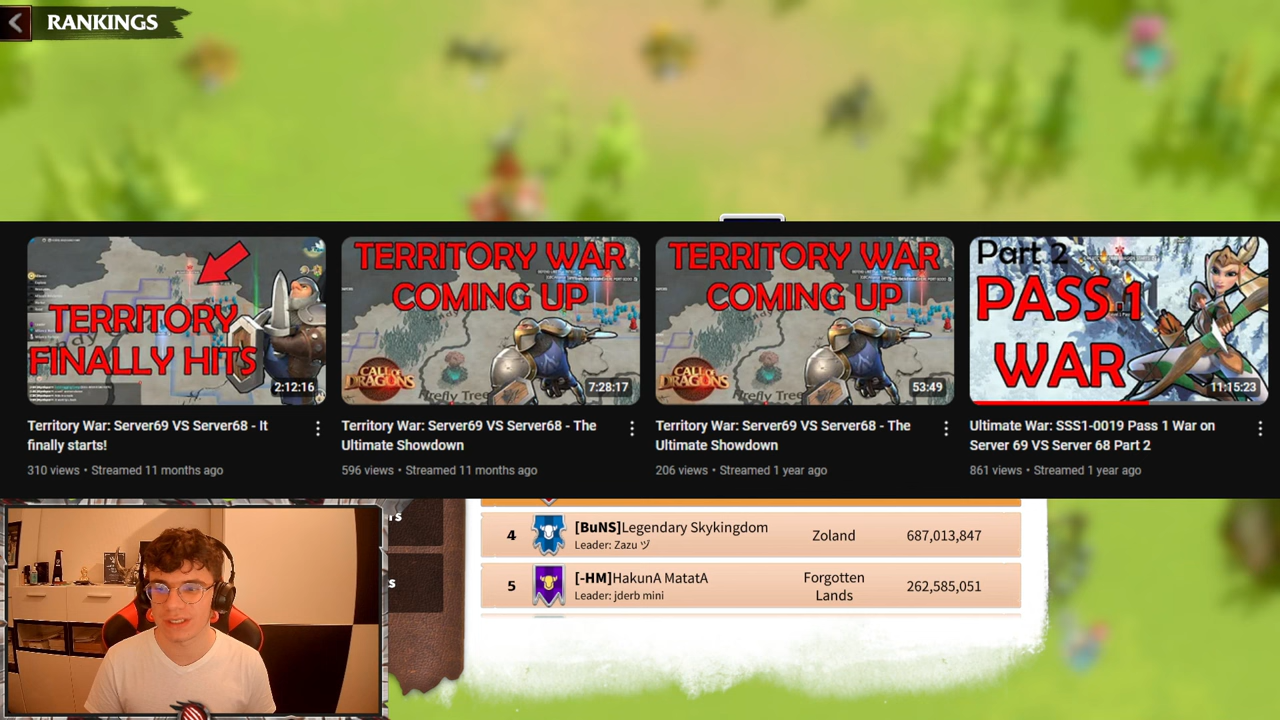 RANKINGS
TERRITORY
FINALLY HITS
2:12:16
TERRITORY WAR
COMING UP
CALL OF
DRAGONS
Firefly Tree
7:28:17
TERRITORY WAR
COMING UP
CALL OF
DRAGONS
Firefly Tree
53:49
Part 2
PASS 1
WAR
11:15:23
Territory War: Server69 VS Server68 - It
finally starts!
310 views • Streamed 11 months ago
Territory War: Server69 VS Server68 - The
Ultimate Showdown
596 views • Streamed 11 months ago
Territory War: Server69 VS Server68 - The
Ultimate Showdown
206 views • Streamed 1 year ago
Ultimate War: SSS1-0019 Pass 1 War on
Server 69 VS Server 68 Part 2
861 views • Streamed 1 year ago
4 [BuNS]Legendary Skykingdom Zoland 687,013,847
Leader: Zazu ヅ
5 [-HM]HakunA MatatA Forgotten Lands 262,585,051
Leader: jderb mini